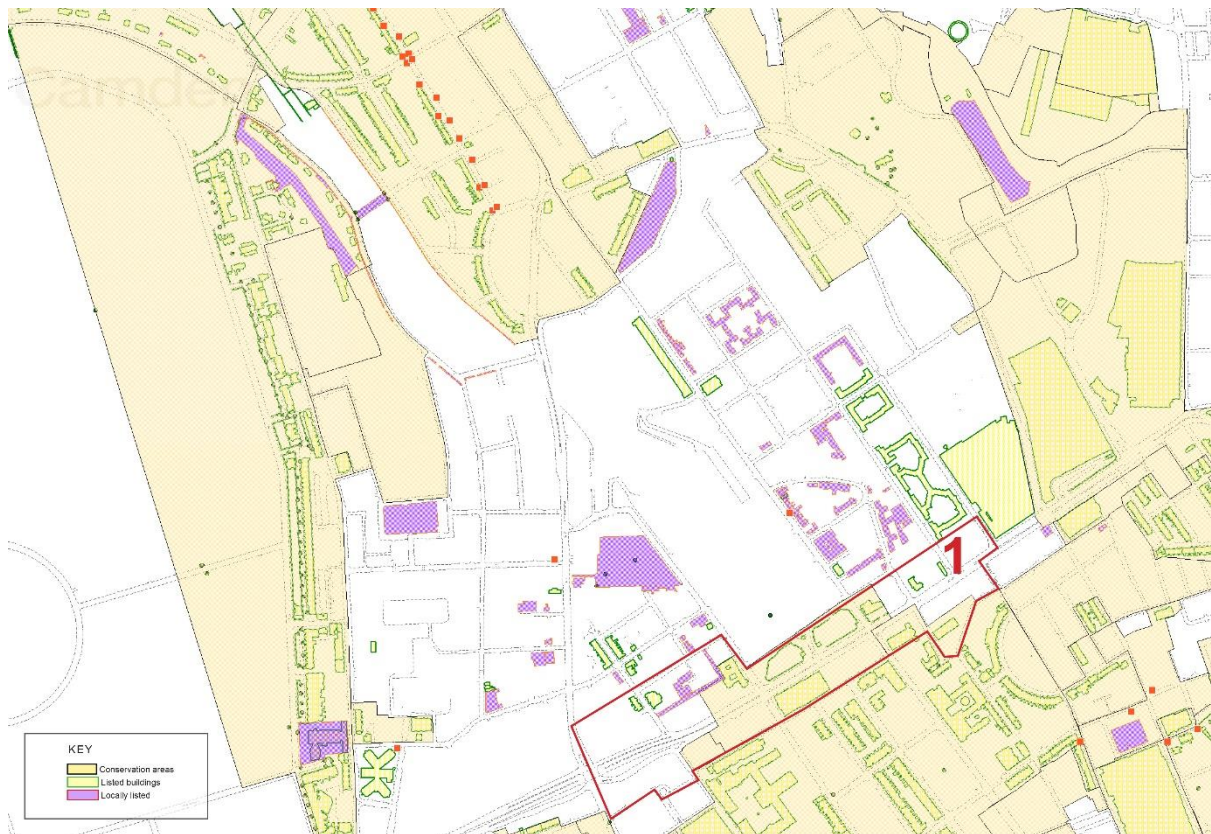 Camden
1
KEY
Conservation areas
Listed buildings
Locally listed